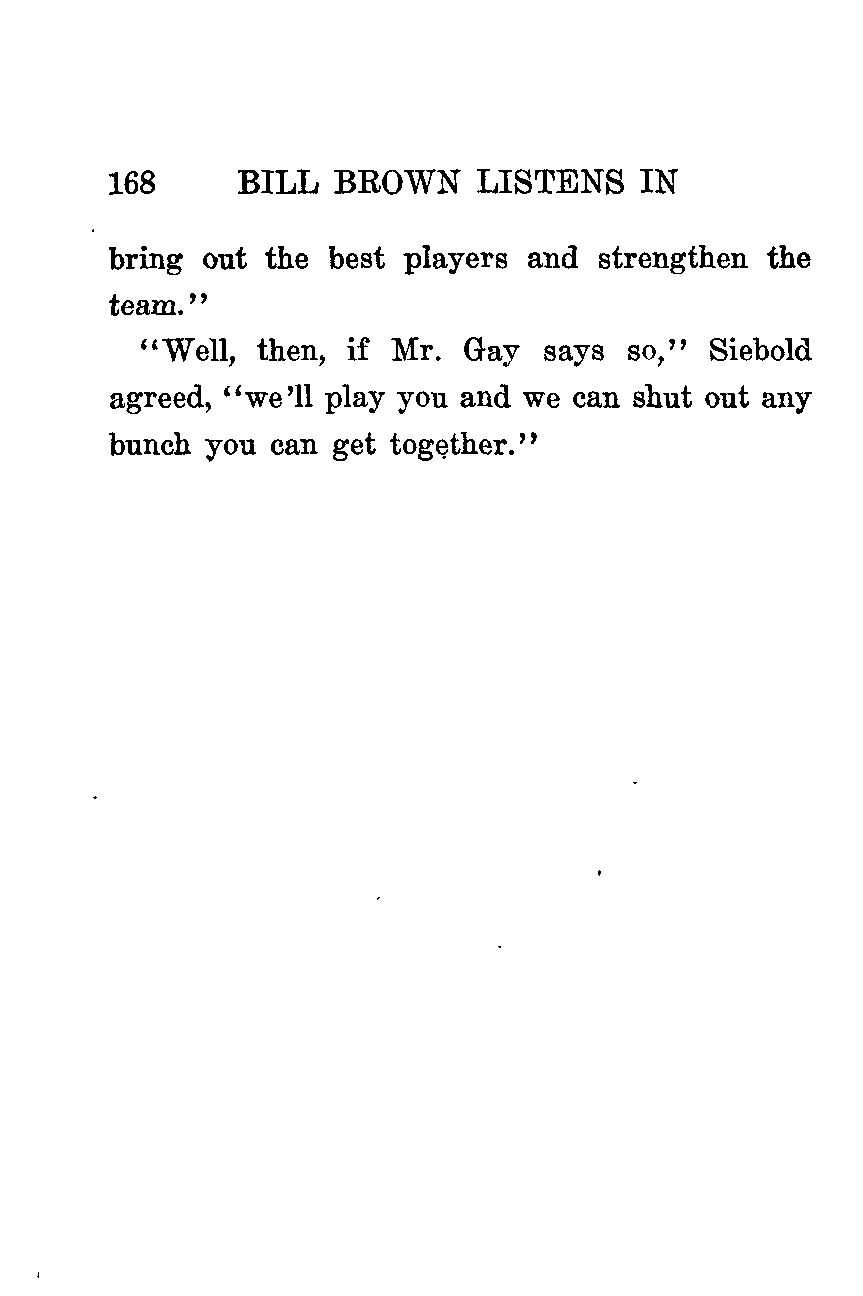 168 BILL BROWN LISTENS IN
bring out the best players and strengthen the
team."
"Well, then, if Mr. Gay says so," Siebold
agreed, "we'll play you and we can shut out any
bunch you can get together."